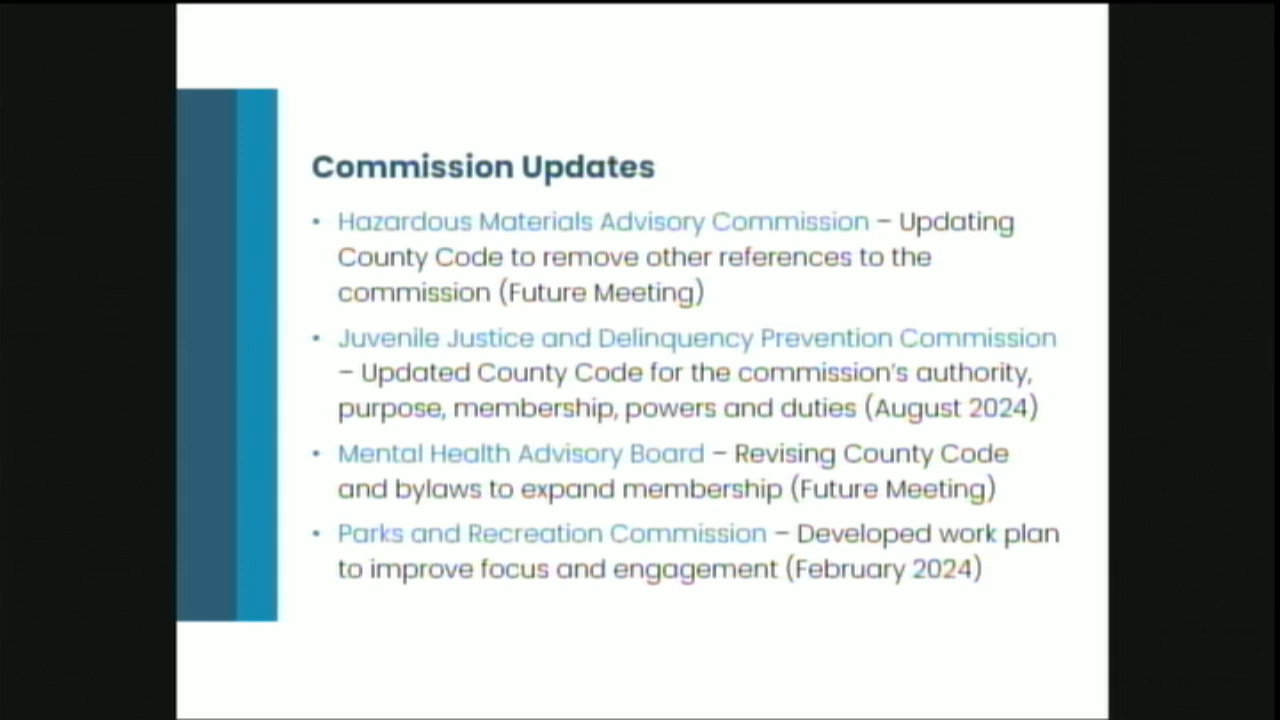 Commission Updates
• Hazardous Materials Advisory Commission – Updating
County Code to remove other references to the
commission (Future Meeting)
• Juvenile Justice and Delinquency Prevention Commission
– Updated County Code for the commission's authority,
purpose, membership, powers and duties (August 2024)
• Mental Health Advisory Board – Revising County Code
and bylaws to expand membership (Future Meeting)
• Parks and Recreation Commission – Developed work plan
to improve focus and engagement (February 2024)